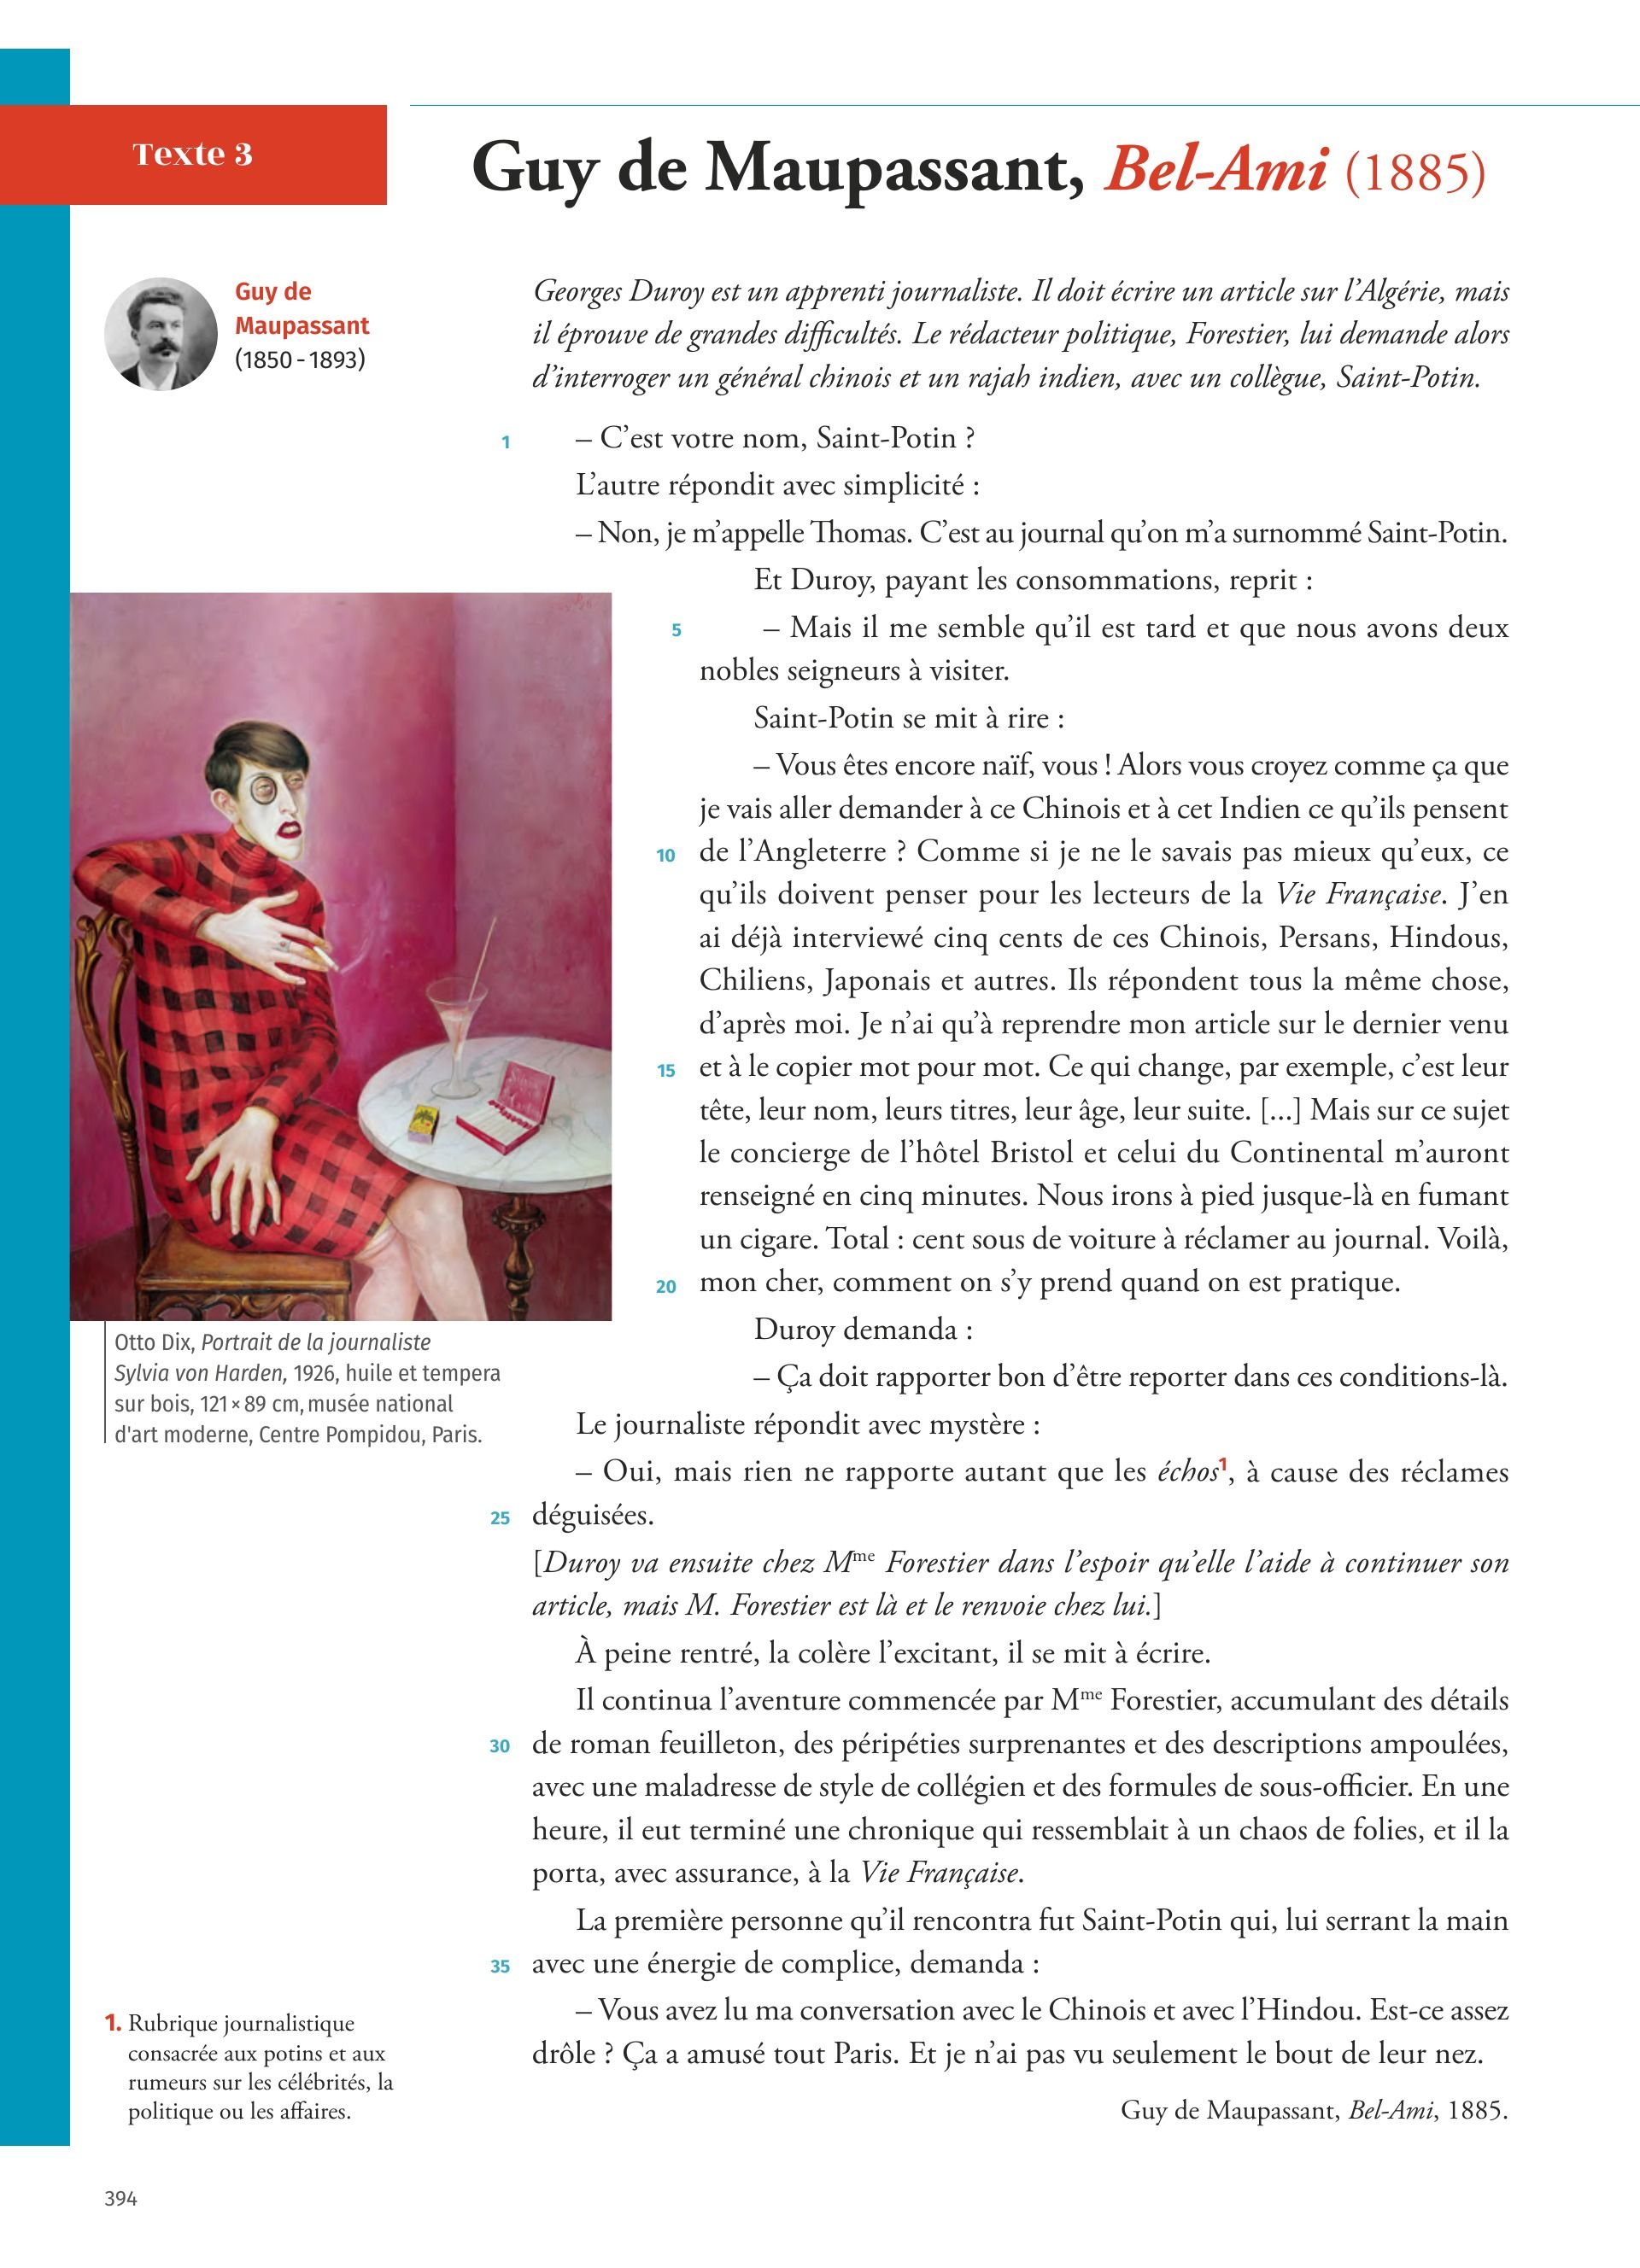 Texte 3
Guy de Maupassant, Bel-Ami (1885)
Guy de
Maupassant
(1850 - 1893)
Georges Duroy est un apprenti journaliste. Il doit écrire un article sur l’Algérie, mais
il éprouve de grandes difficultés. Le rédacteur politique, Forestier, lui demande alors
d’interroger un général chinois et un rajah indien, avec un collègue, Saint-Potin.
1 – C’est votre nom, Saint-Potin ?
L’autre répondit avec simplicité :
– Non, je m’appelle Thomas. C’est au journal qu’on m’a surnommé Saint-Potin.
Et Duroy, payant les consommations, reprit :
5 – Mais il me semble qu’il est tard et que nous avons deux
nobles seigneurs à visiter.
Saint-Potin se mit à rire :
– Vous êtes encore naïf, vous ! Alors vous croyez comme ça que
je vais aller demander à ce Chinois et à cet Indien ce qu’ils pensent
10 de l’Angleterre ? Comme si je ne le savais pas mieux qu’eux, ce
qu’ils doivent penser pour les lecteurs de la Vie Française. J’en
ai déjà interviewé cinq cents de ces Chinois, Persans, Hindous,
Chiliens, Japonais et autres. Ils répondent tous la même chose,
d’après moi. Je n’ai qu’à reprendre mon article sur le dernier venu
15 et à le copier mot pour mot. Ce qui change, par exemple, c’est leur
tête, leur nom, leurs titres, leur âge, leur suite. [...] Mais sur ce sujet
le concierge de l’hôtel Bristol et celui du Continental m’auront
renseigné en cinq minutes. Nous irons à pied jusque-là en fumant
un cigare. Total : cent sous de voiture à réclamer au journal. Voilà,
20 mon cher, comment on s’y prend quand on est pratique.
Duroy demanda :
– Ça doit rapporter bon d’être reporter dans ces conditions-là.
Le journaliste répondit avec mystère :
– Oui, mais rien ne rapporte autant que les échos1, à cause des réclames
25 déguisées.
[Duroy va ensuite chez Mme Forestier dans l’espoir qu’elle l’aide à continuer son
article, mais M. Forestier est là et le renvoie chez lui.]
À peine rentré, la colère l’excitant, il se mit à écrire.
Il continua l’aventure commencée par Mme Forestier, accumulant des détails
30 de roman feuilleton, des péripéties surprenantes et des descriptions ampoulées,
avec une maladresse de style de collégien et des formules de sous-officier. En une
heure, il eut terminé une chronique qui ressemblait à un chaos de folies, et il la
porta, avec assurance, à la Vie Française.
La première personne qu’il rencontra fut Saint-Potin qui, lui serrant la main
35 avec une énergie de complice, demanda :
– Vous avez lu ma conversation avec le Chinois et avec l’Hindou. Est-ce assez
drôle ? Ça a amusé tout Paris. Et je n’ai pas vu seulement le bout de leur nez.
Guy de Maupassant, Bel-Ami, 1885.
Otto Dix, Portrait de la journaliste
Sylvia von Harden, 1926, huile et tempera
sur bois, 121 × 89 cm, musée national
d'art moderne, Centre Pompidou, Paris.
1. Rubrique journalistique
consacrée aux potins et aux
rumeurs sur les célébrités, la
politique ou les affaires.
394